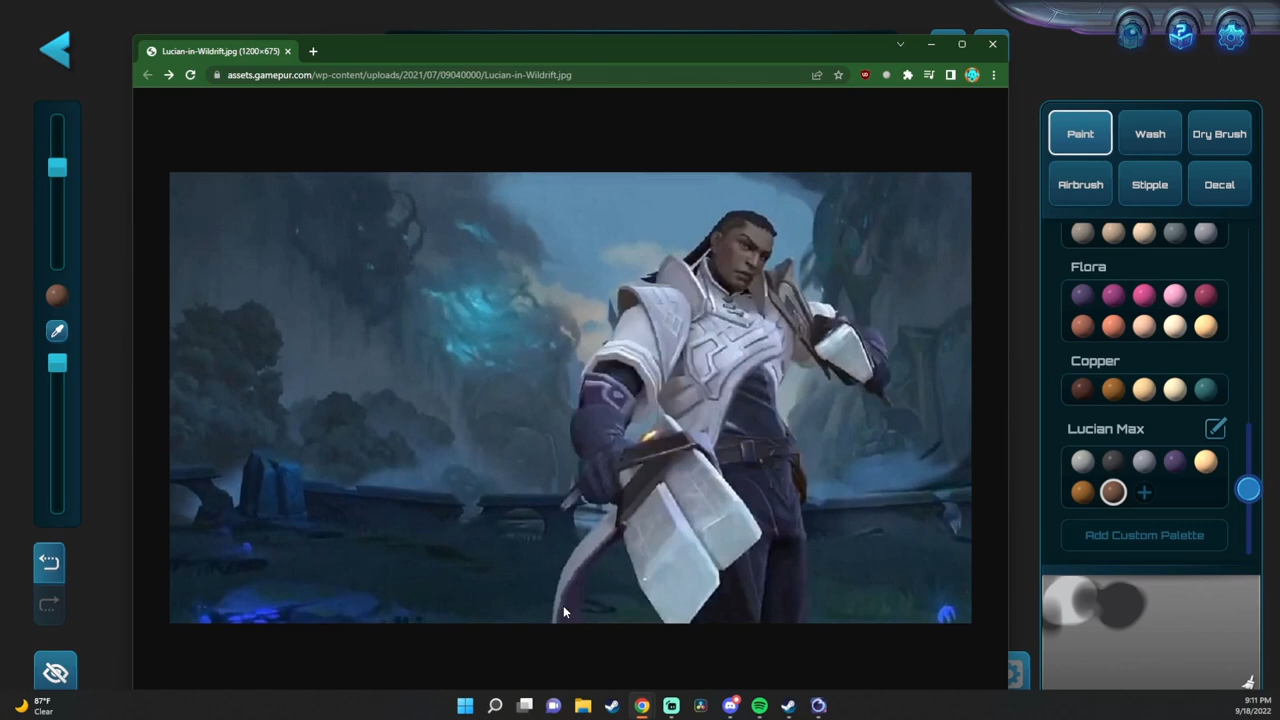 Lucian-in-Wildrift.jpg (1200×675)
assets.gamepur.com/wp-content/uploads/2021/07/09040000/Lucian-in-Wildrift.jpg
Paint
Wash
Dry Brush
Airbrush
Stipple
Decal
Flora
Copper
Lucian Max
Add Custom Palette
87°F
Clear
9:11 PM
9/18/2022